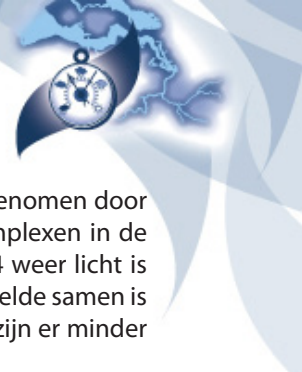 enomen door
nplexen in de
4 weer licht is
elde samen is
zijn er minder